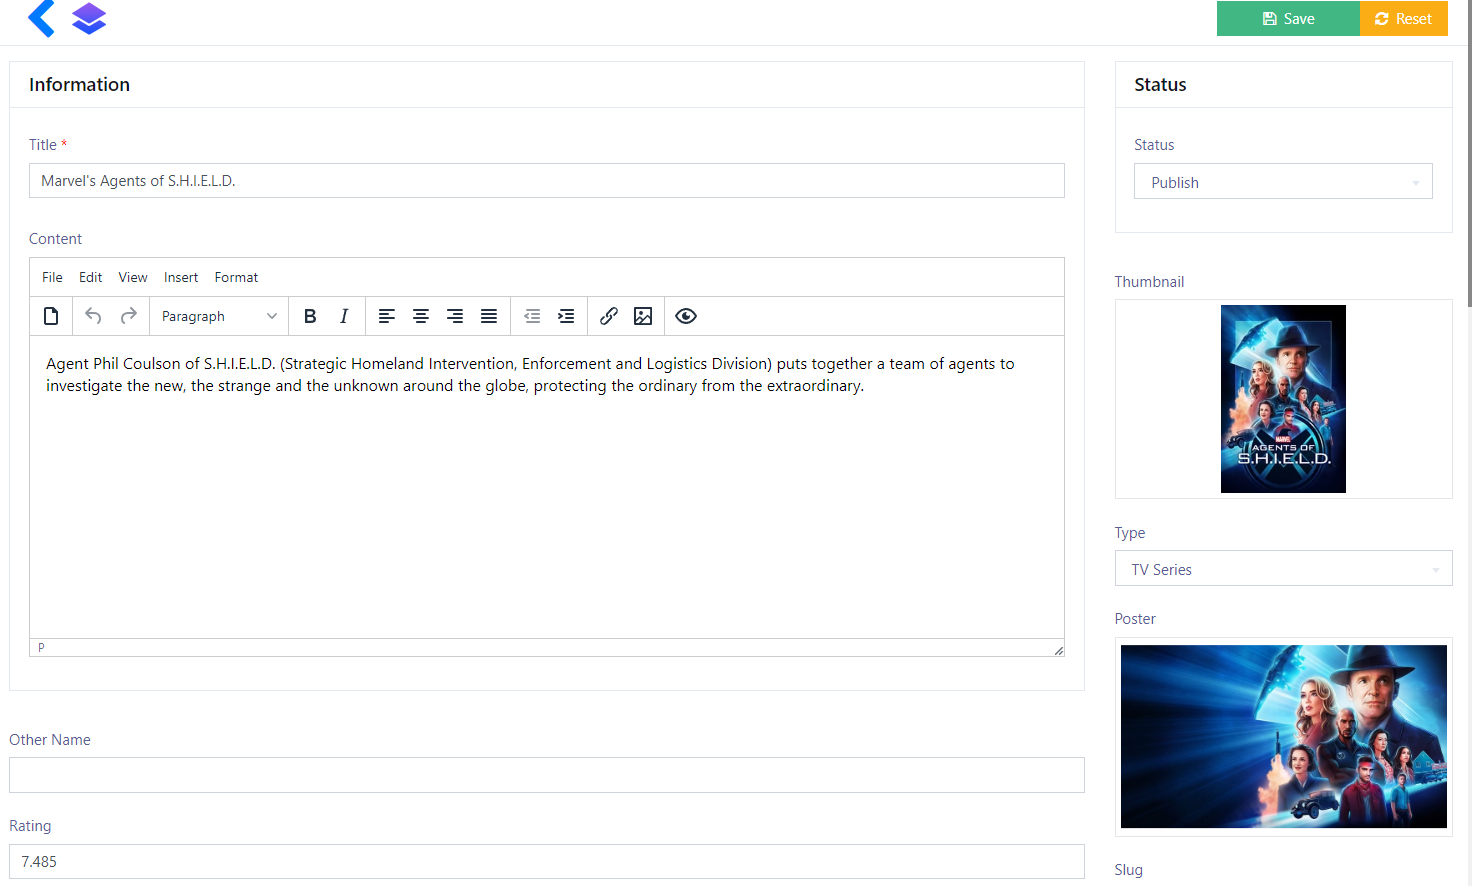 Save
Reset
Information
Title *
Marvel's Agents of S.H.I.E.L.D.
Content
File Edit View Insert Format
Paragraph B I
Agent Phil Coulson of S.H.I.E.L.D. (Strategic Homeland Intervention, Enforcement and Logistics Division) puts together a team of agents to
investigate the new, the strange and the unknown around the globe, protecting the ordinary from the extraordinary.
P
Other Name
Rating
7.485
Status
Status
Publish
Thumbnail
MARVEL
AGENTS OF
S.H.I.E.L.D.
Type
TV Series
Poster
Slug